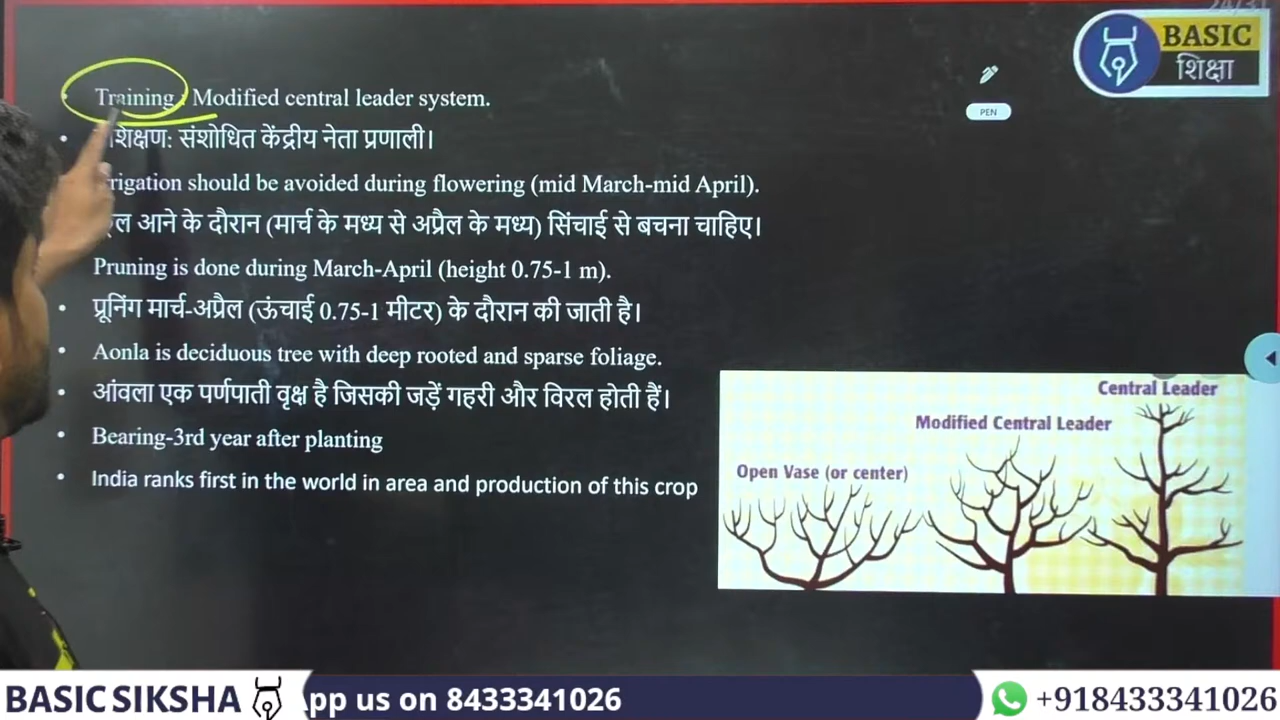 BASIC
शिक्षा
PEN
Training : Modified central leader system.
शिक्षण: संशोधित केंद्रीय नेता प्रणाली।
rigation should be avoided during flowering (mid March-mid April).
ल आने के दौरान (मार्च के मध्य से अप्रैल के मध्य) सिंचाई से बचना चाहिए।
Pruning is done during March-April (height 0.75-1 m).
प्रूनिंग मार्च-अप्रैल (ऊंचाई 0.75-1 मीटर) के दौरान की जाती है।
Aonla is deciduous tree with deep rooted and sparse foliage.
आंवला एक पर्णपाती वृक्ष है जिसकी जड़ें गहरी और विरल होती हैं।
Bearing-3rd year after planting
India ranks first in the world in area and production of this crop
Central Leader
Modified Central Leader
Open Vase (or center)
BASIC SIKSHA
pp us on 8433341026
+918433341026